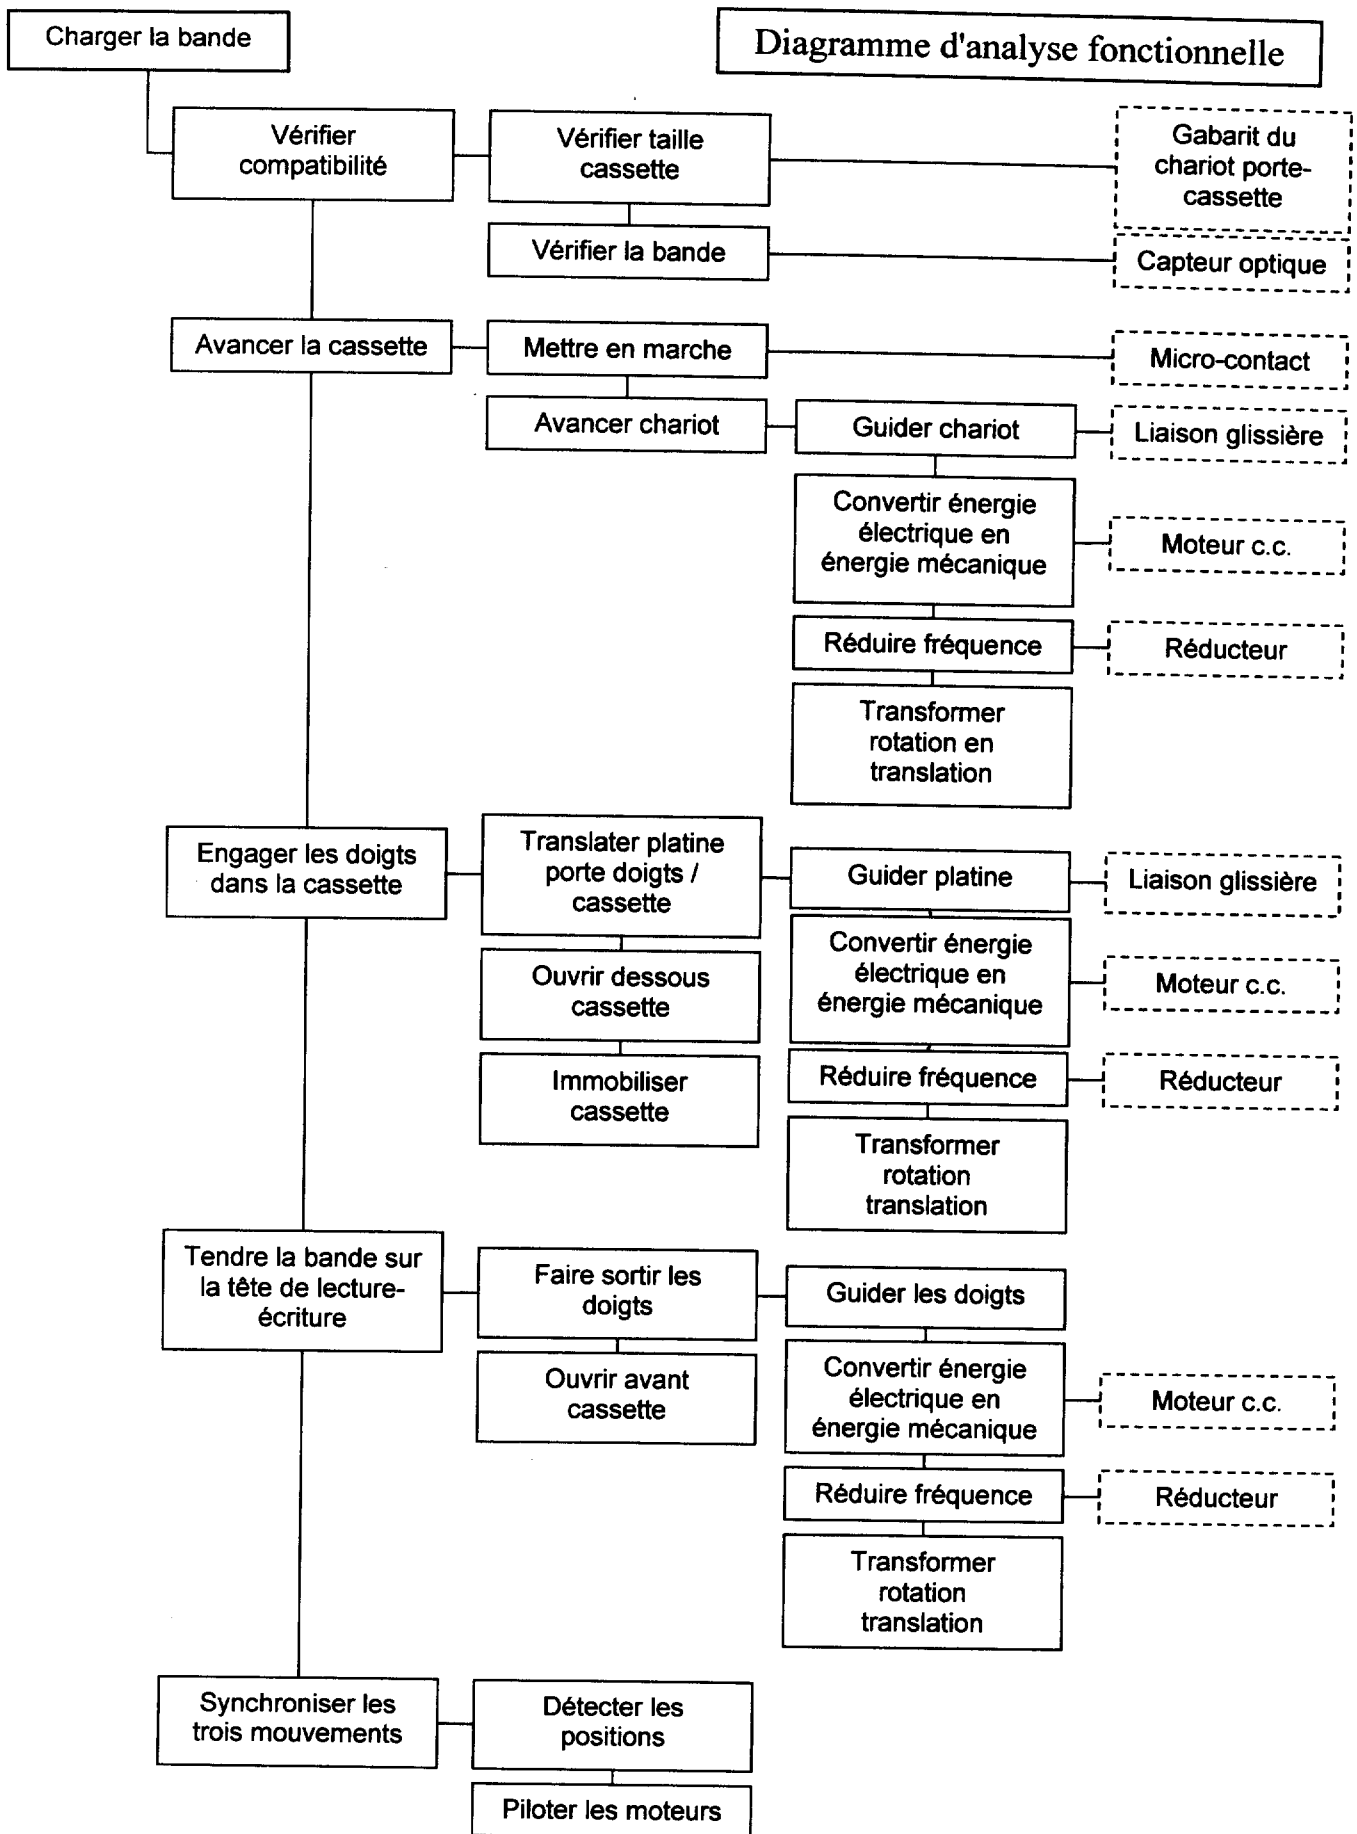 Charger la bande
Diagramme d'analyse fonctionnelle
Vérifier
compatibilité
Vérifier taille
cassette
Gabarit du
chariot porte-
cassette
Vérifier la bande
Capteur optique
Avancer la cassette
Mettre en marche
Micro-contact
Avancer chariot
Guider chariot
Liaison glissière
Convertir énergie
électrique en
énergie mécanique
Moteur c.c.
Réduire fréquence
Réducteur
Transformer
rotation en
translation
Engager les doigts
dans la cassette
Translater platine
porte doigts /
cassette
Guider platine
Liaison glissière
Convertir énergie
électrique en
énergie mécanique
Moteur c.c.
Ouvrir dessous
cassette
Réduire fréquence
Réducteur
Immobiliser
cassette
Transformer
rotation
translation
Tendre la bande sur
la tête de lecture-
écriture
Faire sortir les
doigts
Guider les doigts
Ouvrir avant
cassette
Convertir énergie
électrique en
énergie mécanique
Moteur c.c.
Réduire fréquence
Réducteur
Transformer
rotation
translation
Synchroniser les
trois mouvements
Détecter les
positions
Piloter les moteurs